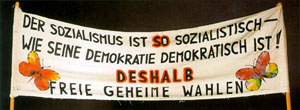 DER SOZIALISMUS IST SO SOZIALISTISCH—
WIE SEINE DEMOKRATIE DEMOKRATISCH IST!
DESHALB
FREIE GEHEIME WAHLEN